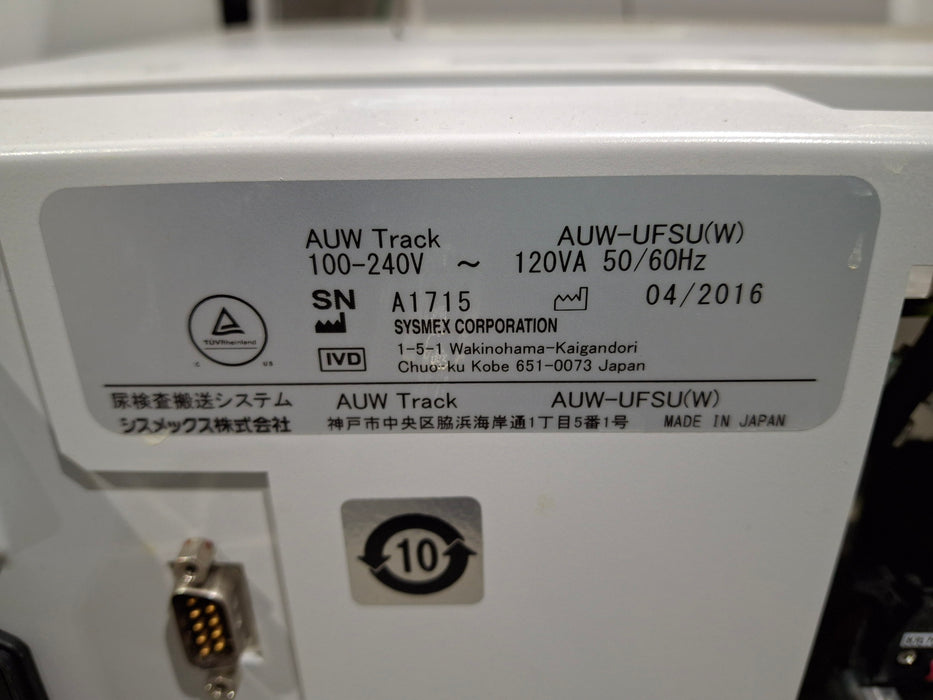 AUW Track AUW-UFSU(W)
100-240V ~ 120VA 50/60Hz
SN A1715 04/2016
SYSMEX CORPORATION
IVD 1-5-1 Wakinohama-Kaigandori
Chuo-ku Kobe 651-0073 Japan
TÜVRheinland
C US
尿検査搬送システム AUW Track AUW-UFSU(W)
シスメックス株式会社 神戸市中央区脇浜海岸通1丁目5番1号 MADE IN JAPAN
10